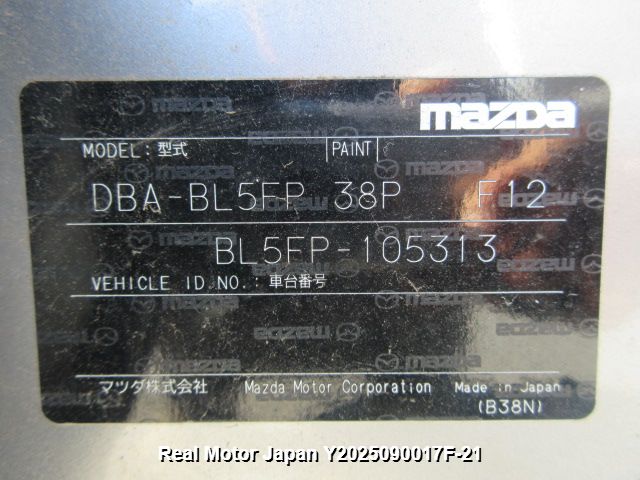 mazda
MODEL: 型式 PAINT
DBA-BL5FP 38P F12
BL5FP-105313
VEHICLE ID.NO.: 車台番号
マツダ株式会社 Mazda Motor Corporation Made in Japan
(B38N)
Real Motor Japan Y2025090017F-21